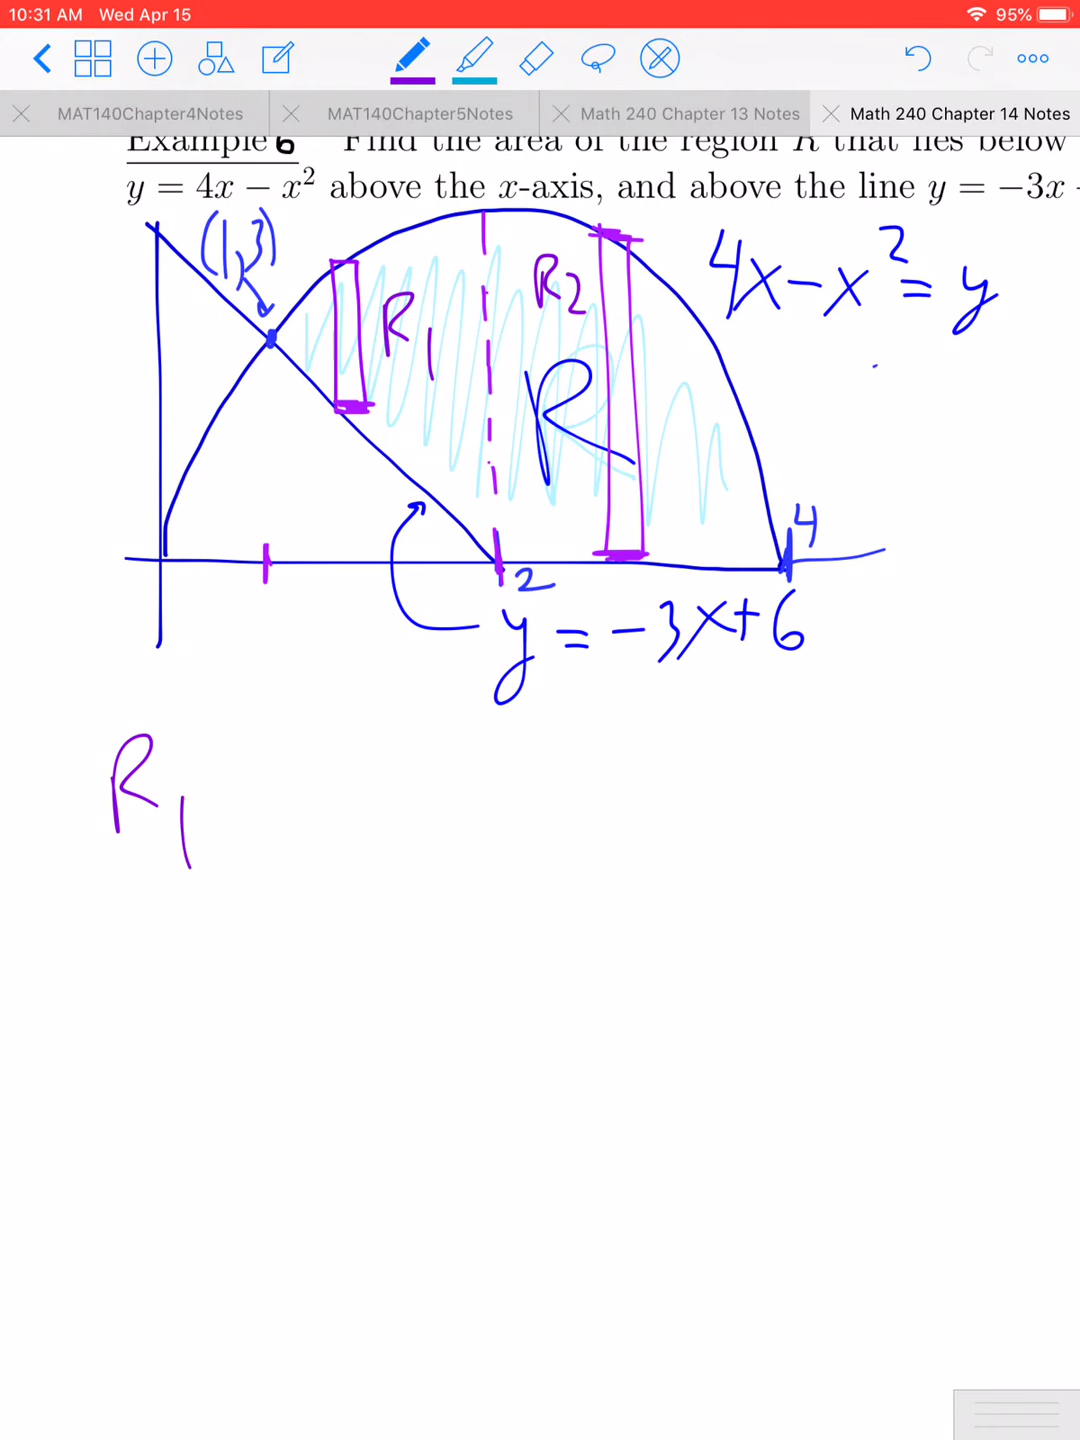 10:31 AM Wed Apr 15
95%
MAT140Chapter4Notes
MAT140Chapter5Notes
Math 240 Chapter 13 Notes
Math 240 Chapter 14 Notes
Example 6 Find the area of the region R that lies below
y = 4x − x² above the x-axis, and above the line y = −3x
(1,3)
4x − x² = y
R₁
R₂
R
4
2
y = −3x + 6
R₁